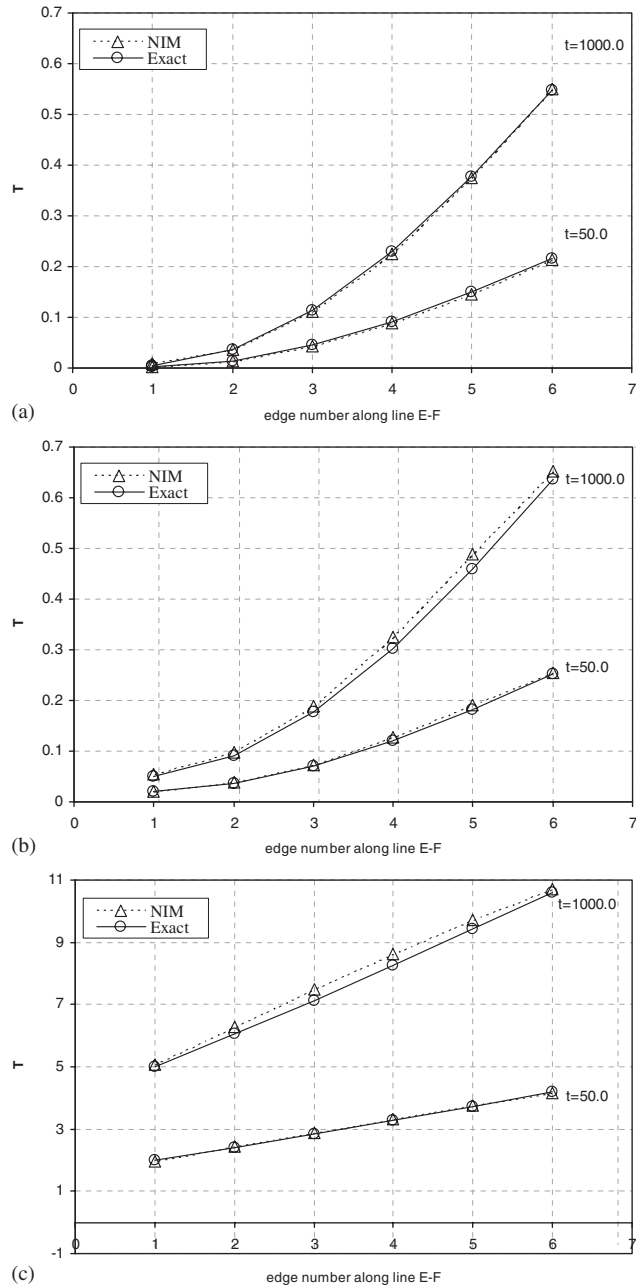 0.7
NIM
Exact
t=1000.0
0.6
0.5
0.4
T
0.3
t=50.0
0.2
0.1
0
0 1 2 3 4 5 6 7
(a)
edge number along line E-F
0.7
NIM
Exact
t=1000.0
0.6
0.5
0.4
T
0.3
t=50.0
0.2
0.1
0
0 1 2 3 4 5 6 7
(b)
edge number along line E-F
11
NIM
Exact
t=1000.0
9
7
T
5
t=50.0
3
1
-1
0 1 2 3 4 5 6 7
(c)
edge number along line E-F